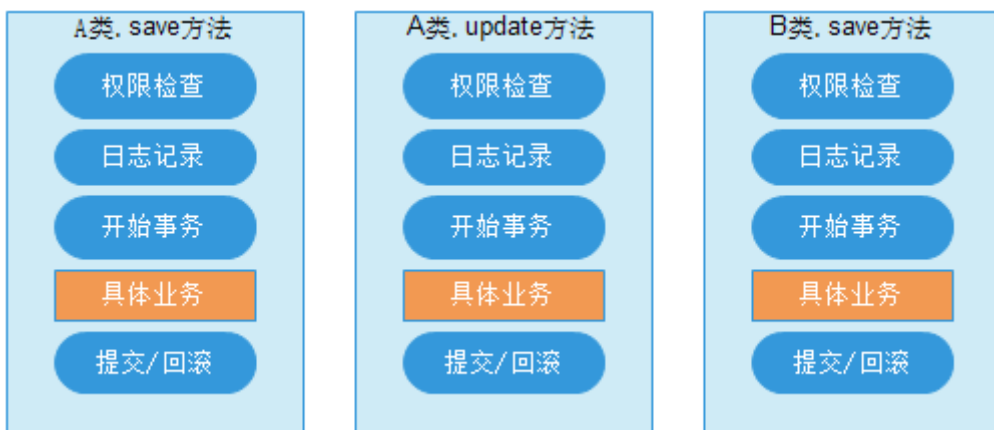 A类. save方法
权限检查
日志记录
开始事务
具体业务
提交/回滚
A类. update方法
权限检查
日志记录
开始事务
具体业务
提交/回滚
B类. save方法
权限检查
日志记录
开始事务
具体业务
提交/回滚